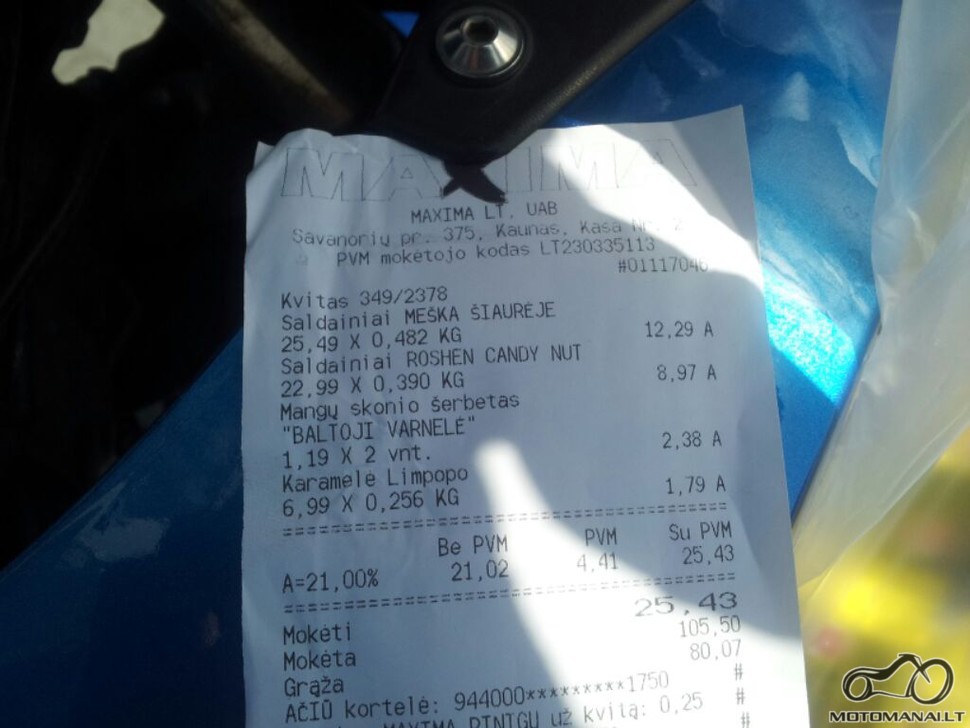 MAXIMA
MAXIMA LT. UAB
Savanorių pr. 375, Kaunas, Kasa Nr. 2
PVM mokėtojo kodas LT230335113
#01117046
Kvitas 349/2378
Saldainiai MEŠKA ŠIAURĖJE
25,49 X 0,482 KG 12,29 A
Saldainiai ROSHEN CANDY NUT
22,99 X 0,390 KG 8,97 A
Mangų skonio šerbetas
"BALTOJI VARNELĖ"
1,19 X 2 vnt. 2,38 A
Karamelė Limpopo
6,99 X 0,256 KG 1,79 A
Be PVM PVM Su PVM
A=21,00% 21,02 4,41 25,43
Mokėti 25,43
Mokėta 105,50
Grąža 80,07
#
AČIŪ kortelė: 944000*********1750 #
MAXIMA PINIGŲ už kvitą: 0,25 #
MOTOMANAI.LT